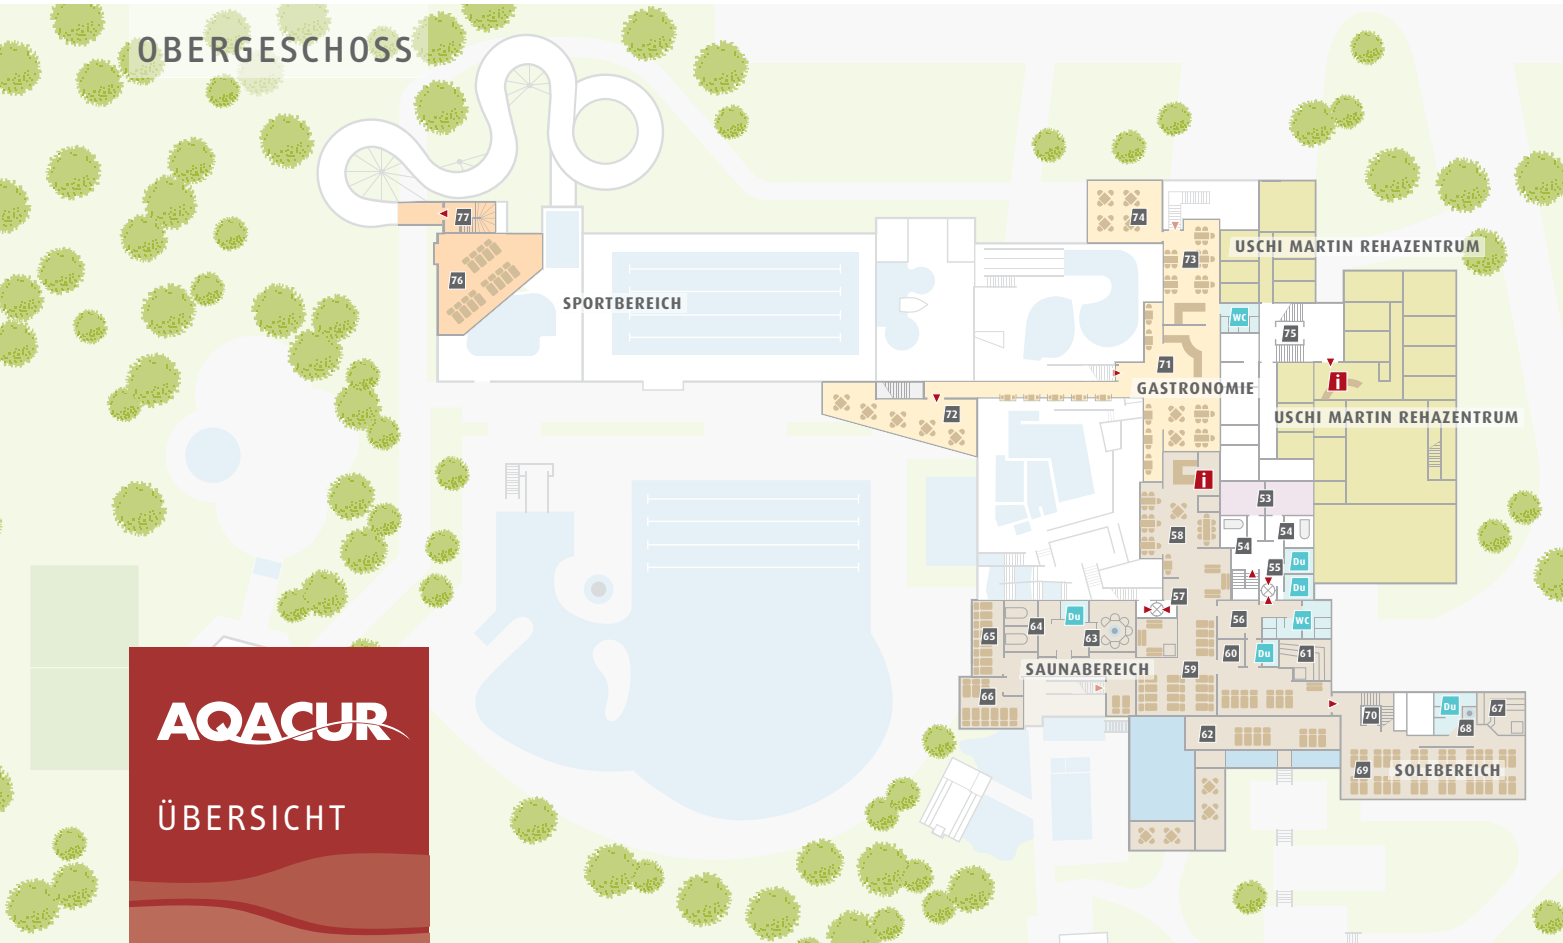 OBERGESCHOSS
77
74
73
USCHI MARTIN REHAZENTRUM
76
SPORTBEREICH
WC
75
71
i
GASTRONOMIE
72
USCHI MARTIN REHAZENTRUM
i
53
58
54
54
55
Du
Du
57
56
WC
65
64
Du
63
60
Du
61
SAUNABEREICH
59
66
70
Du
68
67
62
69
SOLEBEREICH
AQACUR
ÜBERSICHT